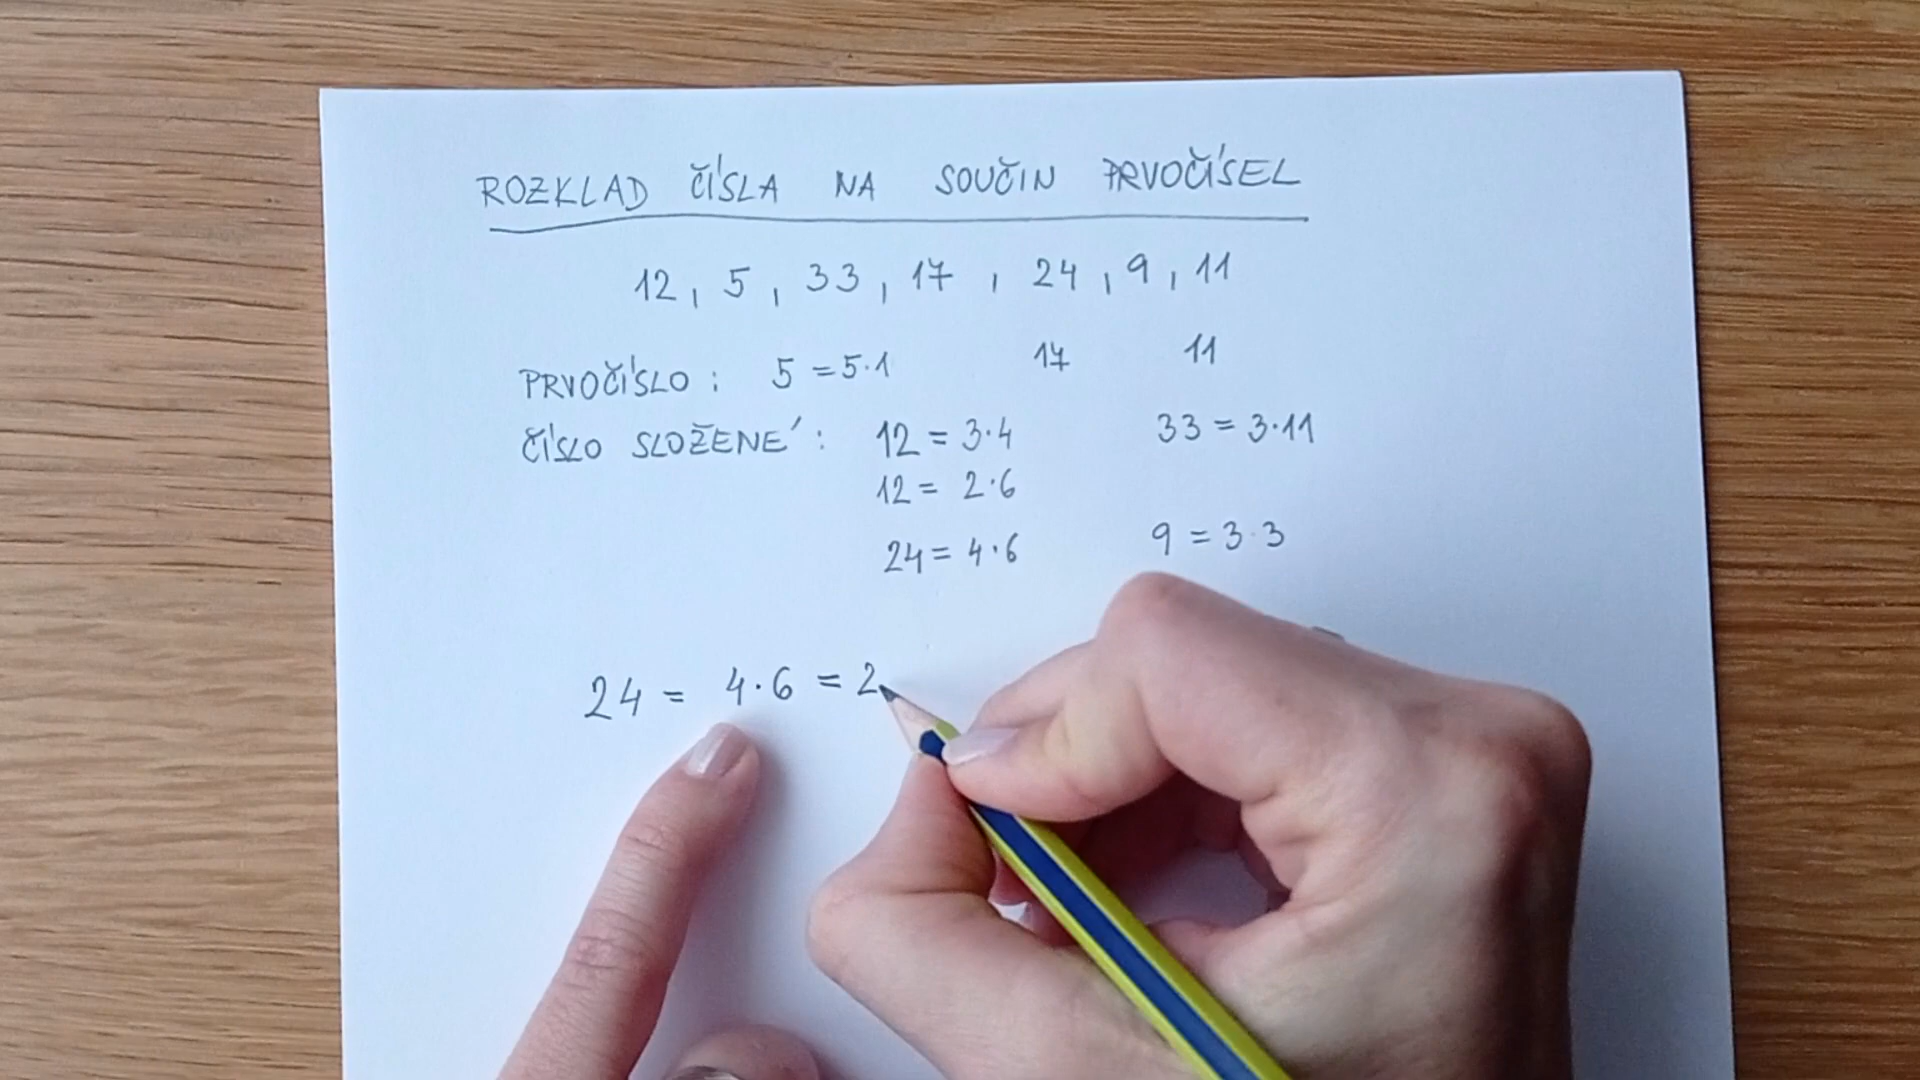 ROZKLAD ČÍSLA NA SOUČIN PRVOČÍSEL
12, 5, 33, 17, 24, 9, 11
PRVOČÍSLO: 5 = 5·1 17 11
ČÍSLO SLOŽENÉ: 12 = 3·4 33 = 3·11
12 = 2·6
24 = 4·6 9 = 3·3
24 = 4·6 = 2